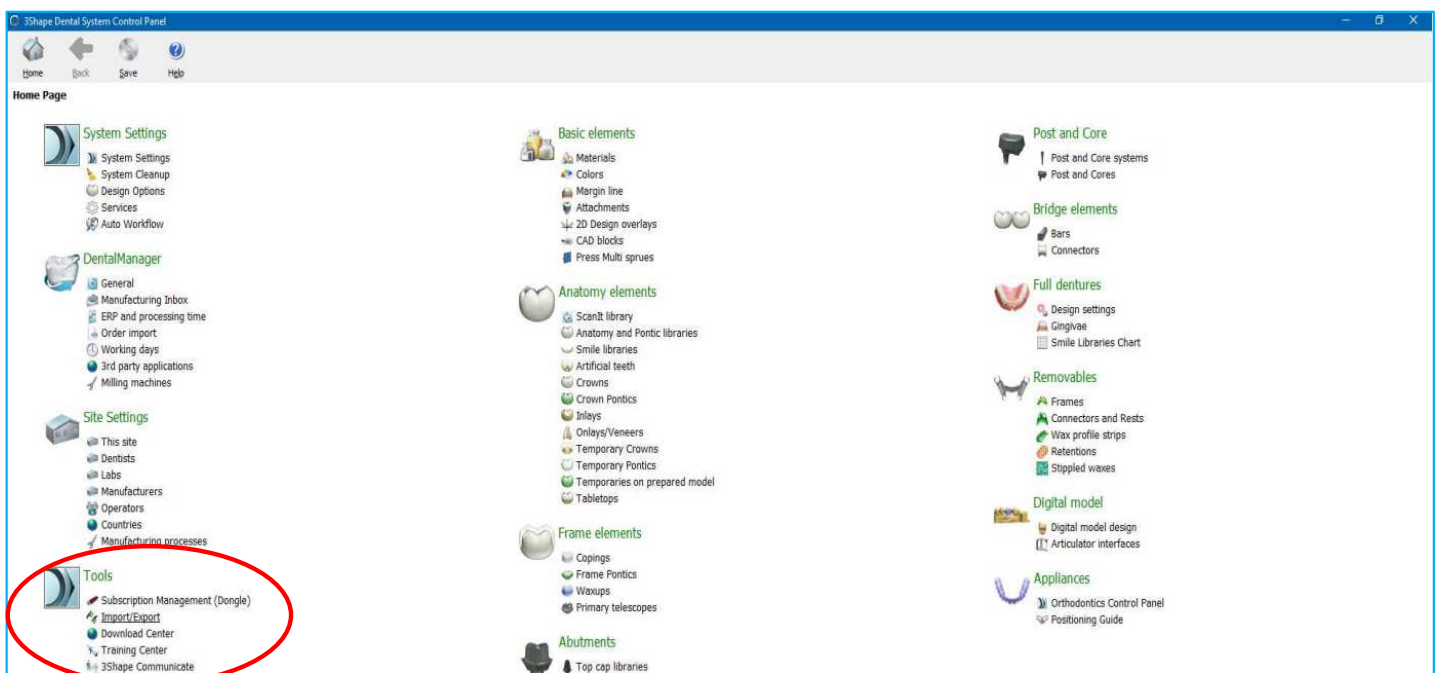 3Shape Dental System Control Panel
Home Back Save Help
Home Page
System Settings
System Settings
System Cleanup
Design Options
Services
Auto Workflow
DentalManager
General
Manufacturing Inbox
ERP and processing time
Order import
Working days
3rd party applications
Milling machines
Site Settings
This site
Dentists
Labs
Manufacturers
Operators
Countries
Manufacturing processes
Tools
Subscription Management (Dongle)
Import/Export
Download Center
Training Center
3Shape Communicate
Basic elements
Materials
Colors
Margin line
Attachments
2D Design overlays
CAD blocks
Press Multi sprues
Anatomy elements
ScanIt library
Anatomy and Pontic libraries
Smile libraries
Artificial teeth
Crowns
Crown Pontics
Inlays
Onlays/Veneers
Temporary Crowns
Temporary Pontics
Temporaries on prepared model
Tabletops
Frame elements
Copings
Frame Pontics
Waxups
Primary telescopes
Abutments
Top cap libraries
Post and Core
Post and Core systems
Post and Cores
Bridge elements
Bars
Connectors
Full dentures
Design settings
Gingivae
Smile Libraries Chart
Removables
Frames
Connectors and Rests
Wax profile strips
Retentions
Stippled waxes
Digital model
Digital model design
Articulator interfaces
Appliances
Orthodontics Control Panel
Positioning Guide